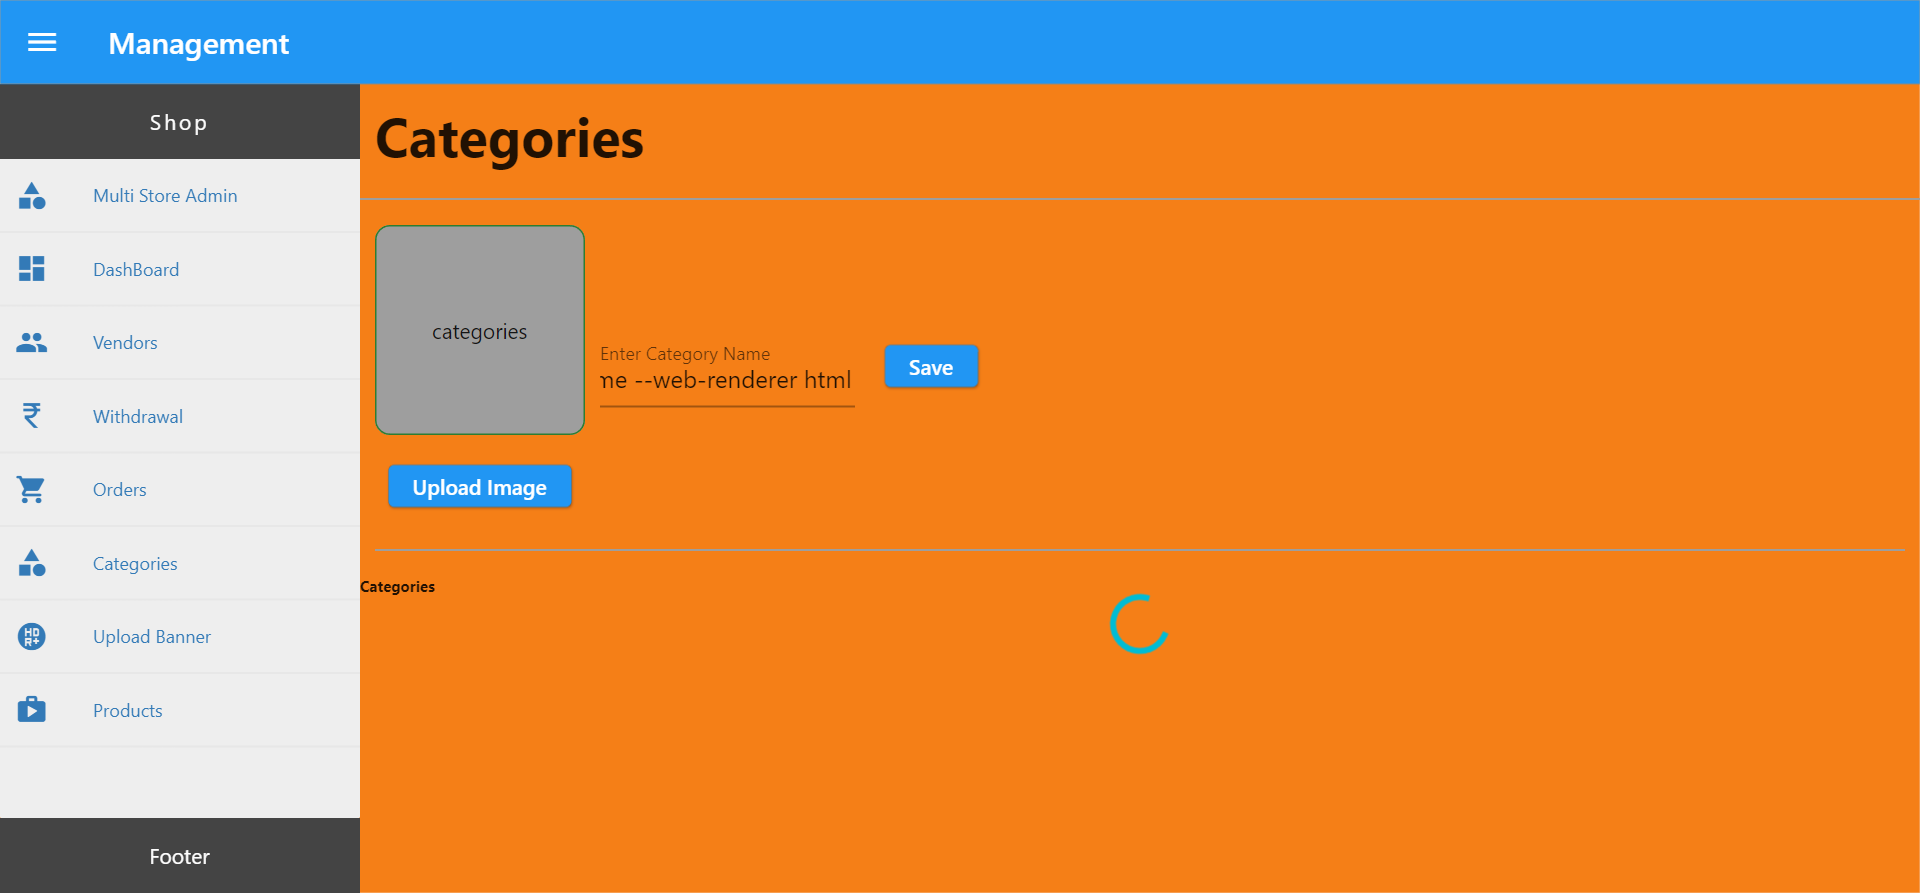 Management
Shop
Multi Store Admin
DashBoard
Vendors
Withdrawal
Orders
Categories
Upload Banner
Products
Footer
Categories
categories
Enter Category Name
me --web-renderer html
Save
Upload Image
Categories